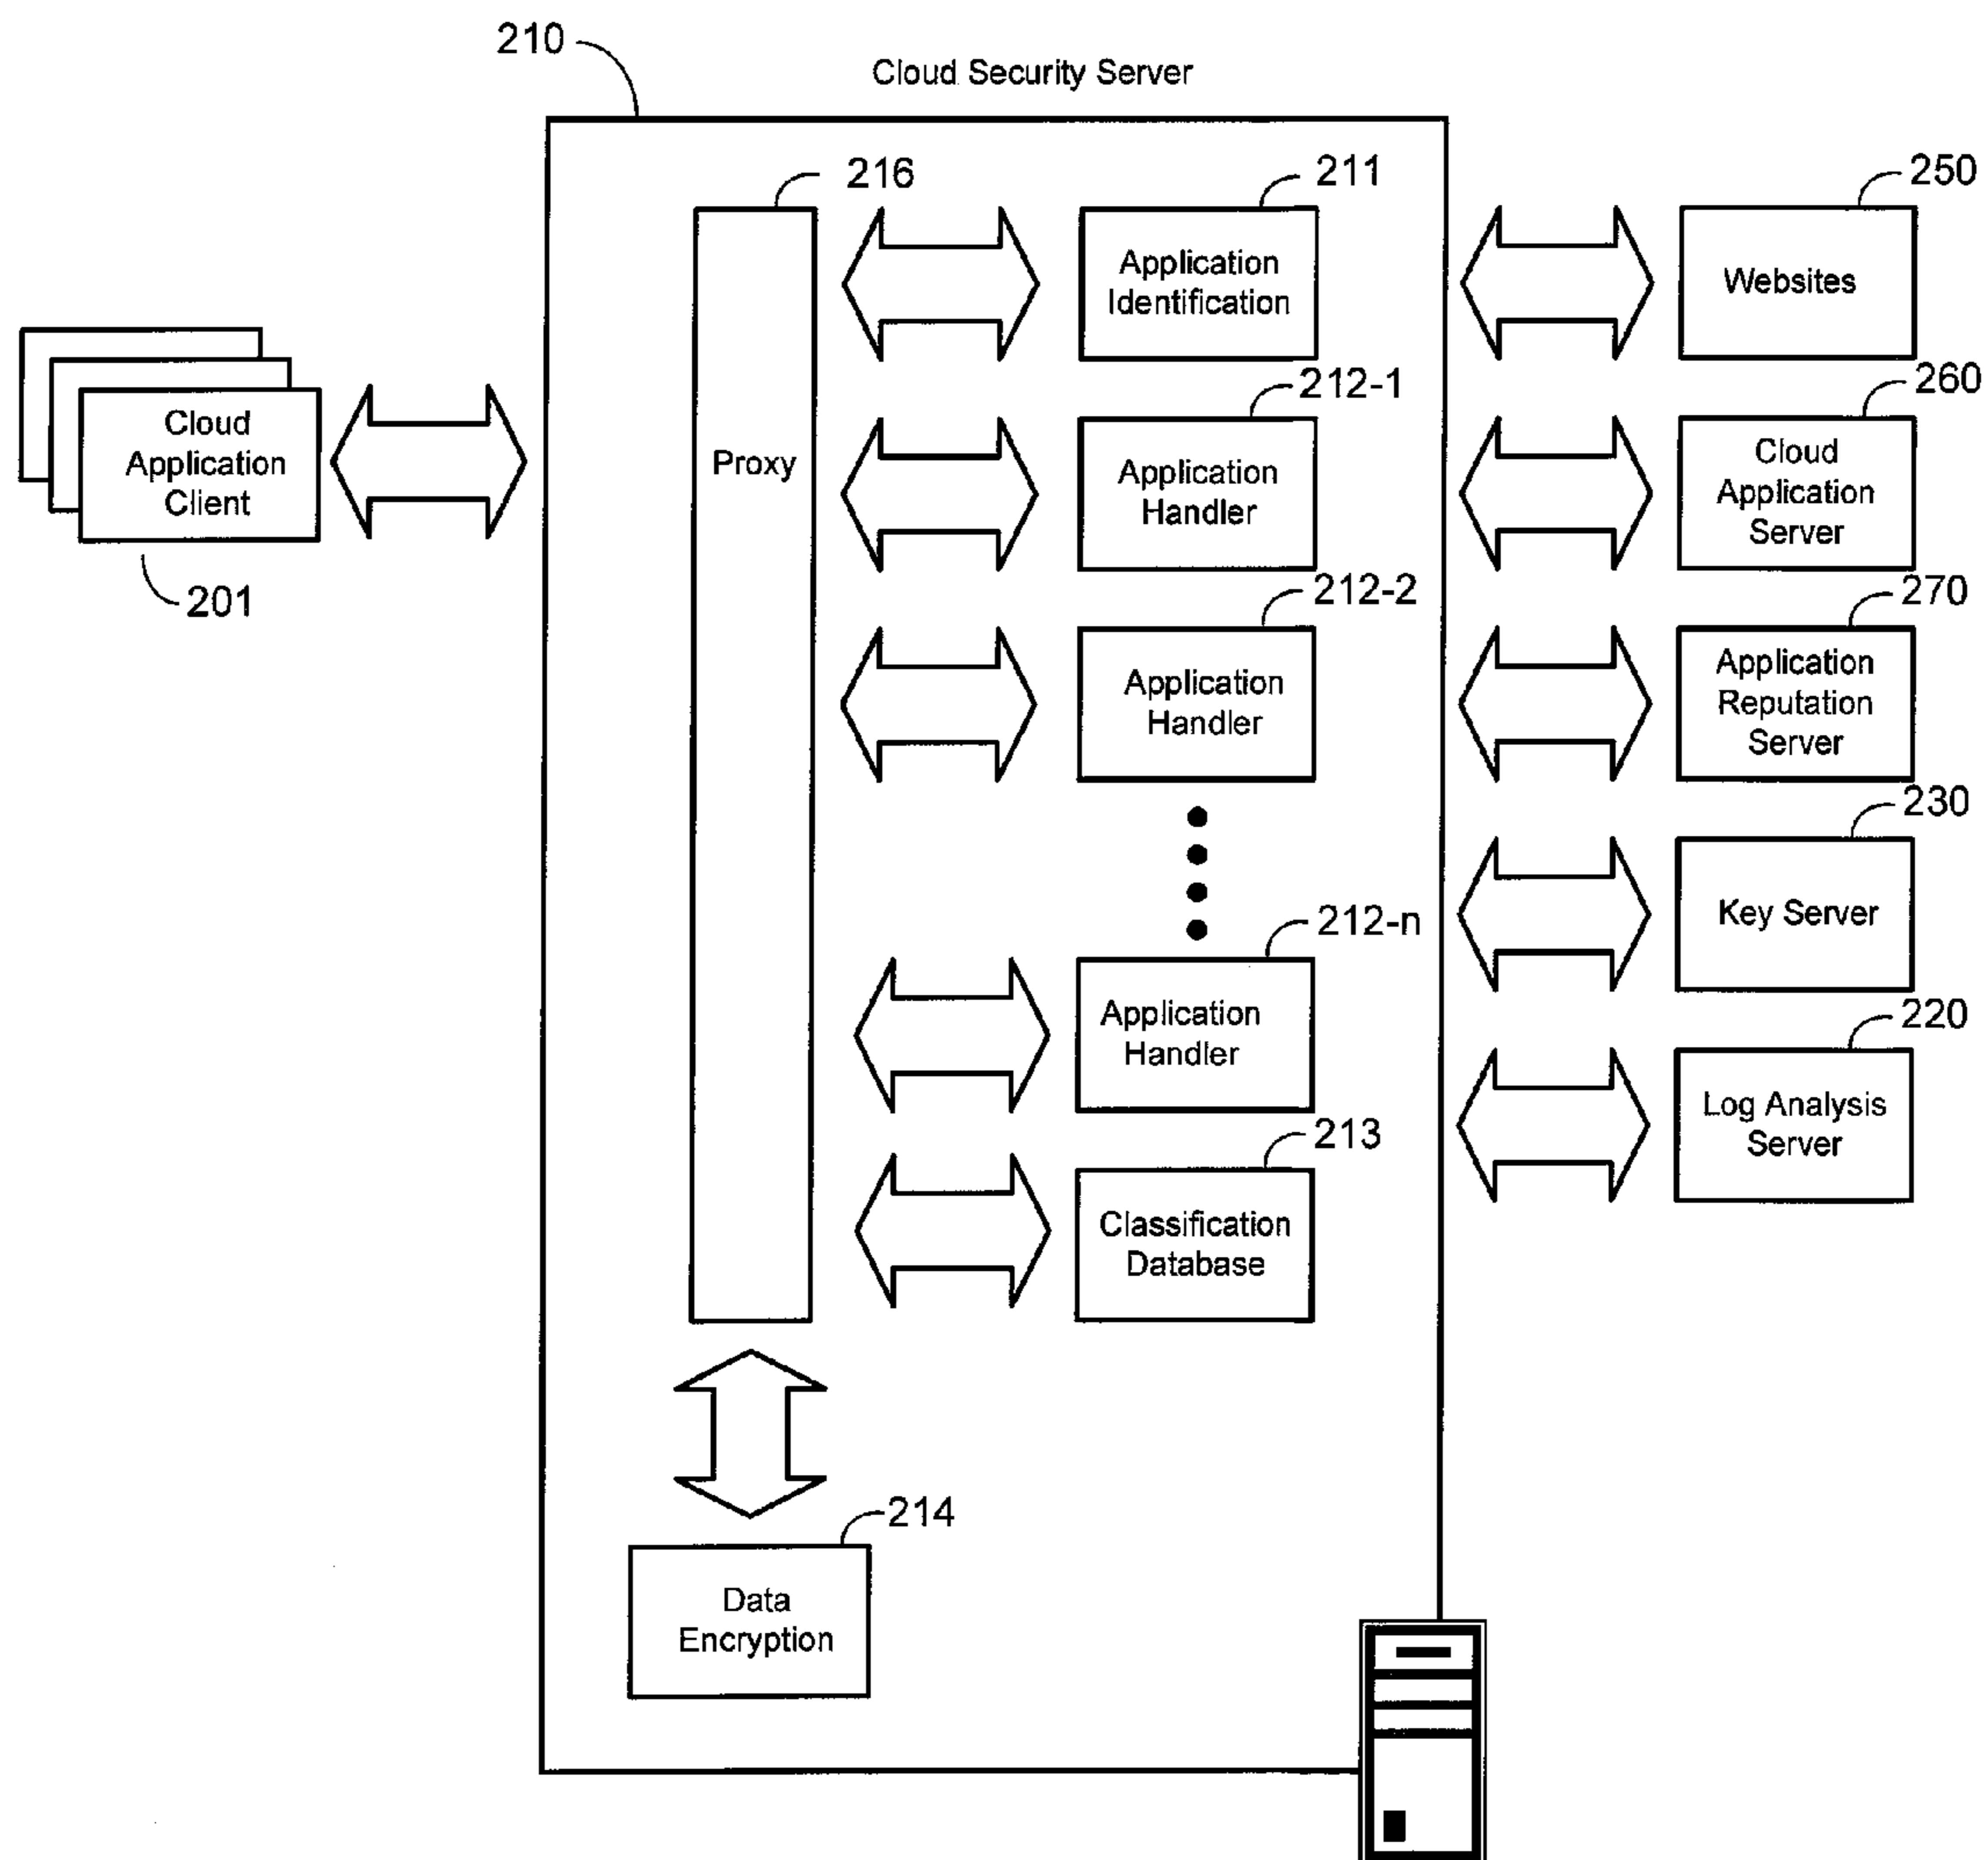 210
Cloud Security Server
216
211
250
Application
Identification
Websites
212-1
260
Cloud
Application
Client
201
Proxy
Application
Handler
Cloud
Application
Server
212-2
270
Application
Handler
Application
Reputation
Server
230
Key Server
212-n
220
Application
Handler
Log Analysis
Server
213
Classification
Database
214
Data
Encryption